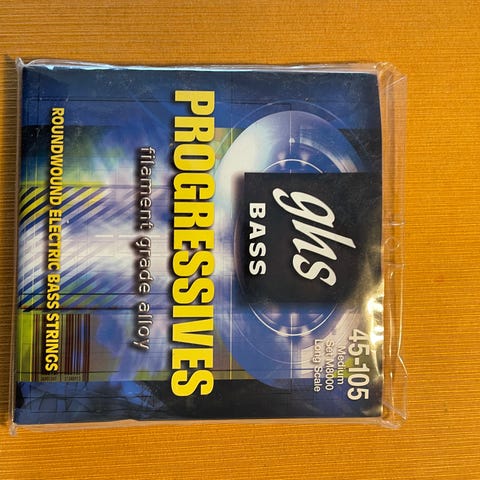 ghs
BASS
45-105
Medium
Set M8000
Long Scale
PROGRESSIVES
filament grade alloy
ROUNDWOUND ELECTRIC BASS STRINGS